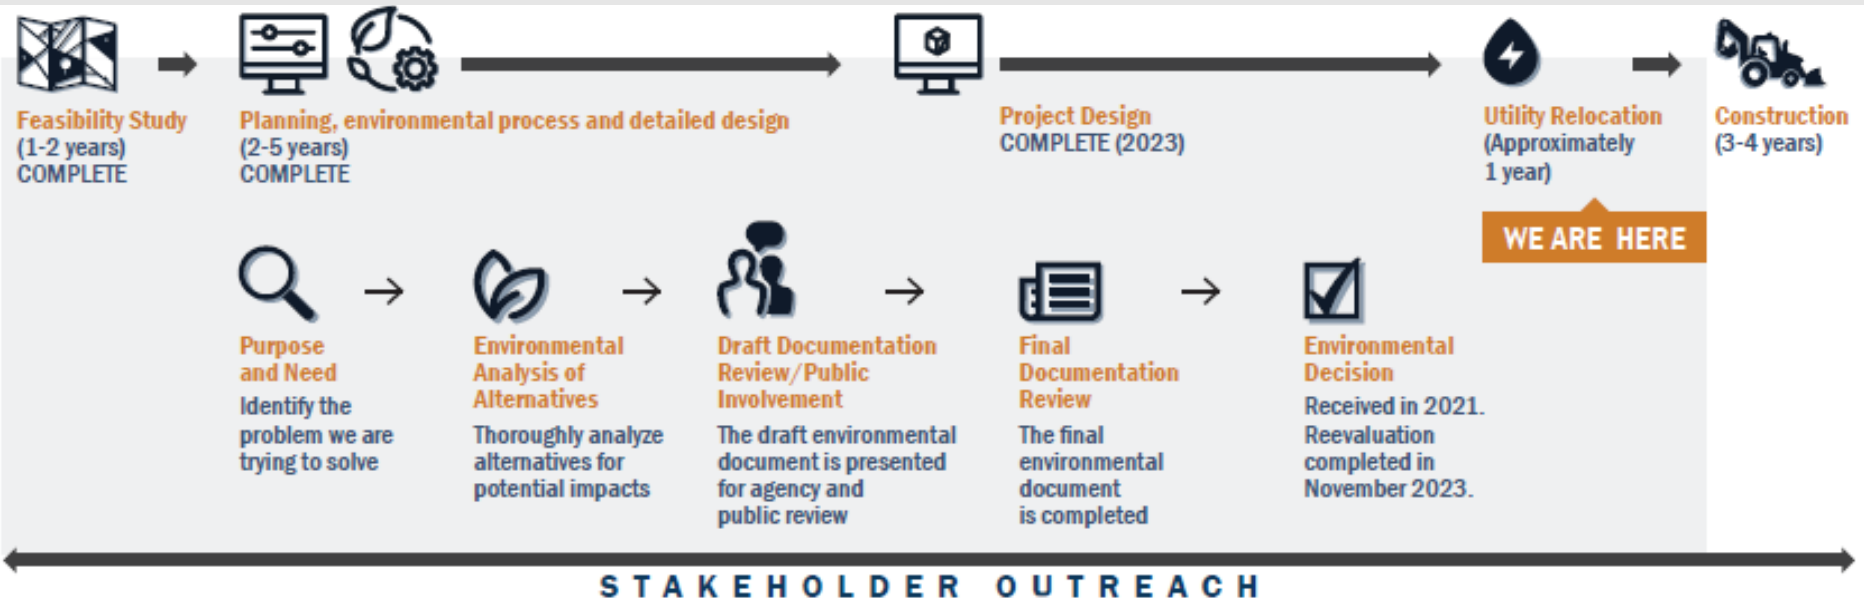 Feasibility Study
(1-2 years)
COMPLETE
Planning, environmental process and detailed design
(2-5 years)
COMPLETE
Project Design
COMPLETE (2023)
Utility Relocation
(Approximately
1 year)
Construction
(3-4 years)
WE ARE HERE
Purpose
and Need
Identify the
problem we are
trying to solve
Environmental
Analysis of
Alternatives
Thoroughly analyze
alternatives for
potential impacts
Draft Documentation
Review/Public
Involvement
The draft environmental
document is presented
for agency and
public review
Final
Documentation
Review
The final
environmental
document
is completed
Environmental
Decision
Received in 2021.
Reevaluation
completed in
November 2023.
STAKEHOLDER OUTREACH